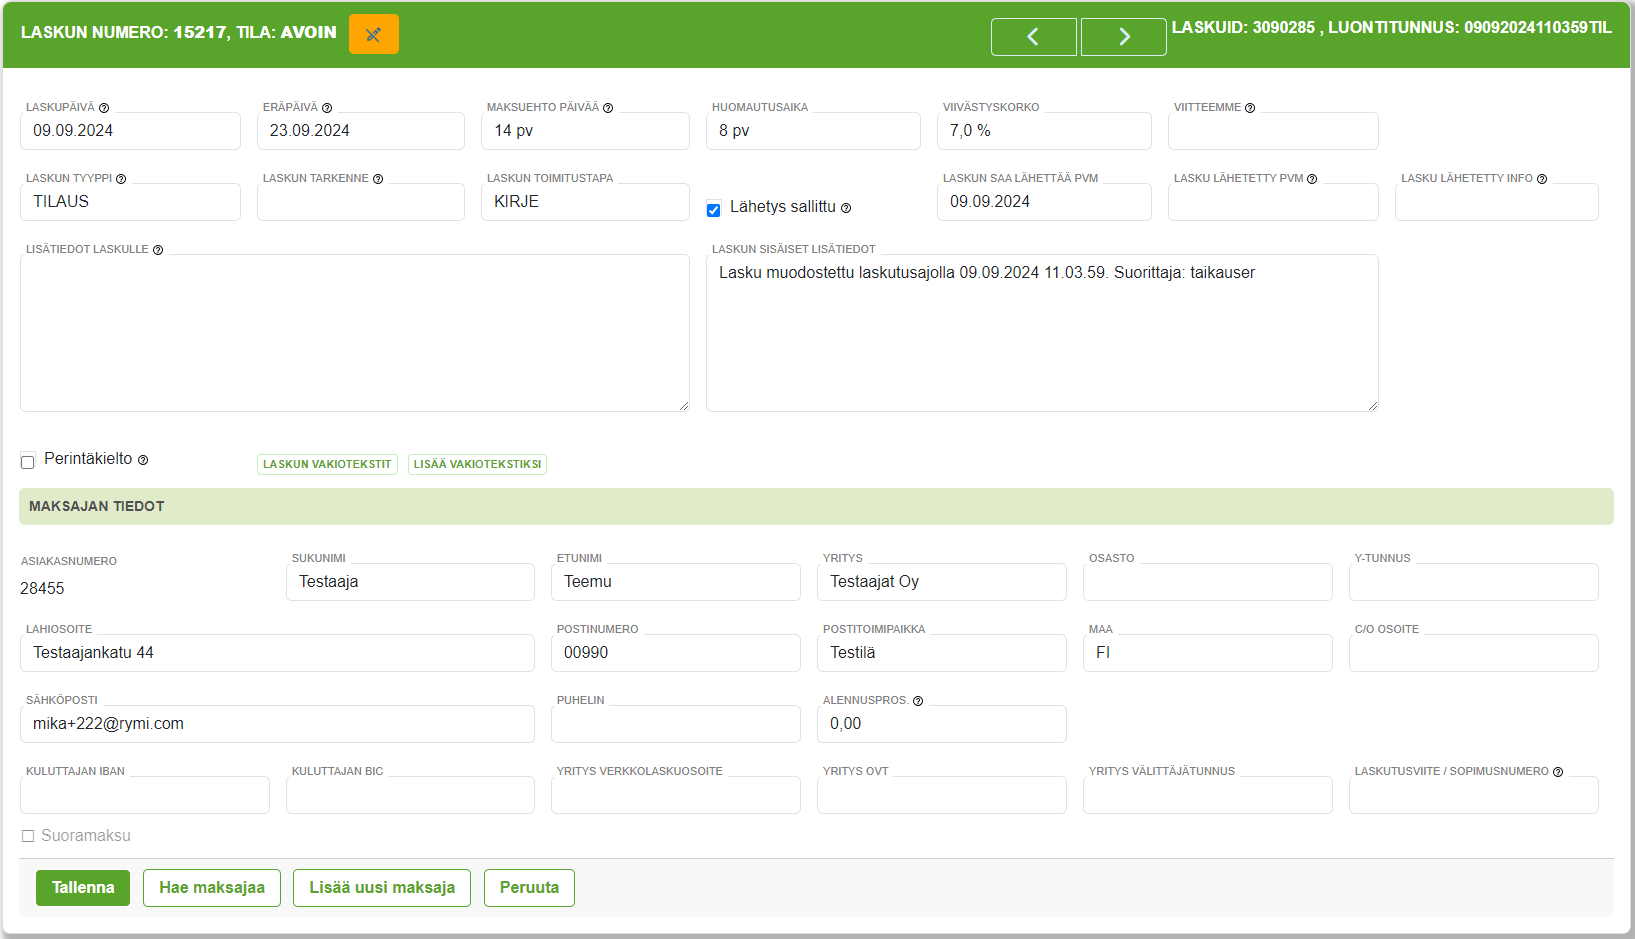 LASKUN NUMERO: 15217, TILA: AVOIN
LASKUID: 3090285 , LUONTITUNNUS: 09092024110359TIL
LASKUPÄIVÄ ERÄPÄIVÄ MAKSUEHTO PÄIVÄÄ HUOMAUTUSAIKA VIIVÄSTYSKORKO VIITTEEMME
09.09.2024 23.09.2024 14 pv 8 pv 7,0 %
LASKUN TYYPPI LASKUN TARKENNE LASKUN TOIMITUSTAPA LASKUN SAA LÄHETTÄÄ PVM LASKU LÄHETETTY PVM LASKU LÄHETETTY INFO
TILAUS KIRJE Lähetys sallittu 09.09.2024
LISÄTIEDOT LASKULLE LASKUN SISÄISET LISÄTIEDOT
Lasku muodostettu laskutusajolla 09.09.2024 11.03.59. Suorittaja: taikauser
Perintäkielto LASKUN VAKIOTEKSTIT LISÄÄ VAKIOTEKSTIKSI
MAKSAJAN TIEDOT
ASIAKASNUMERO SUKUNIMI ETUNIMI YRITYS OSASTO Y-TUNNUS
28455 Testaaja Teemu Testaajat Oy
LAHIOSOITE POSTINUMERO POSTITOIMIPAIKKA MAA C/O OSOITE
Testaajankatu 44 00990 Testilä FI
SÄHKÖPOSTI PUHELIN ALENNUSPROS.
mika+222@rymi.com 0,00
KULUTTAJAN IBAN KULUTTAJAN BIC YRITYS VERKKOLASKUOSOITE YRITYS OVT YRITYS VÄLITTÄJÄTUNNUS LASKUTUSVIITE / SOPIMUSNUMERO
Suoramaksu
Tallenna Hae maksajaa Lisää uusi maksaja Peruuta